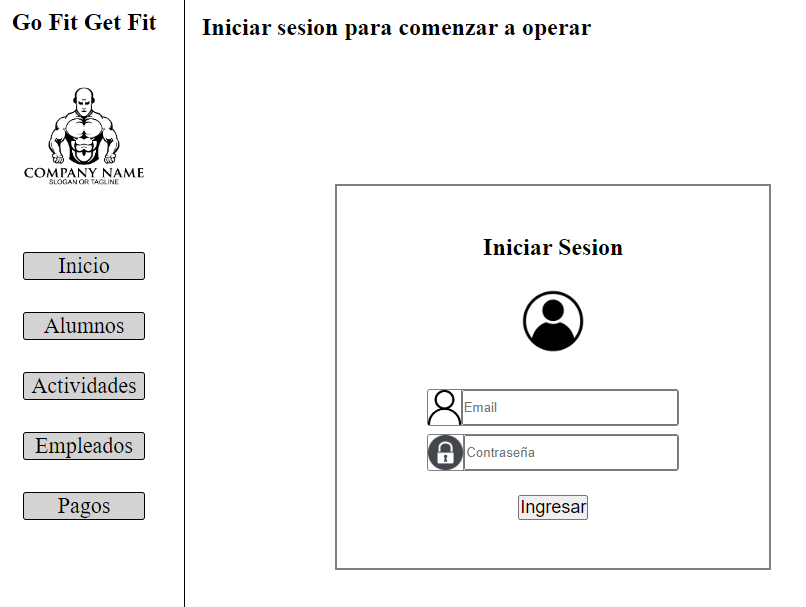 Go Fit Get Fit
COMPANY NAME
SLOGAN OR TAGLINE
Inicio
Alumnos
Actividades
Empleados
Pagos
Iniciar sesion para comenzar a operar
Iniciar Sesion
Email
Contraseña
Ingresar